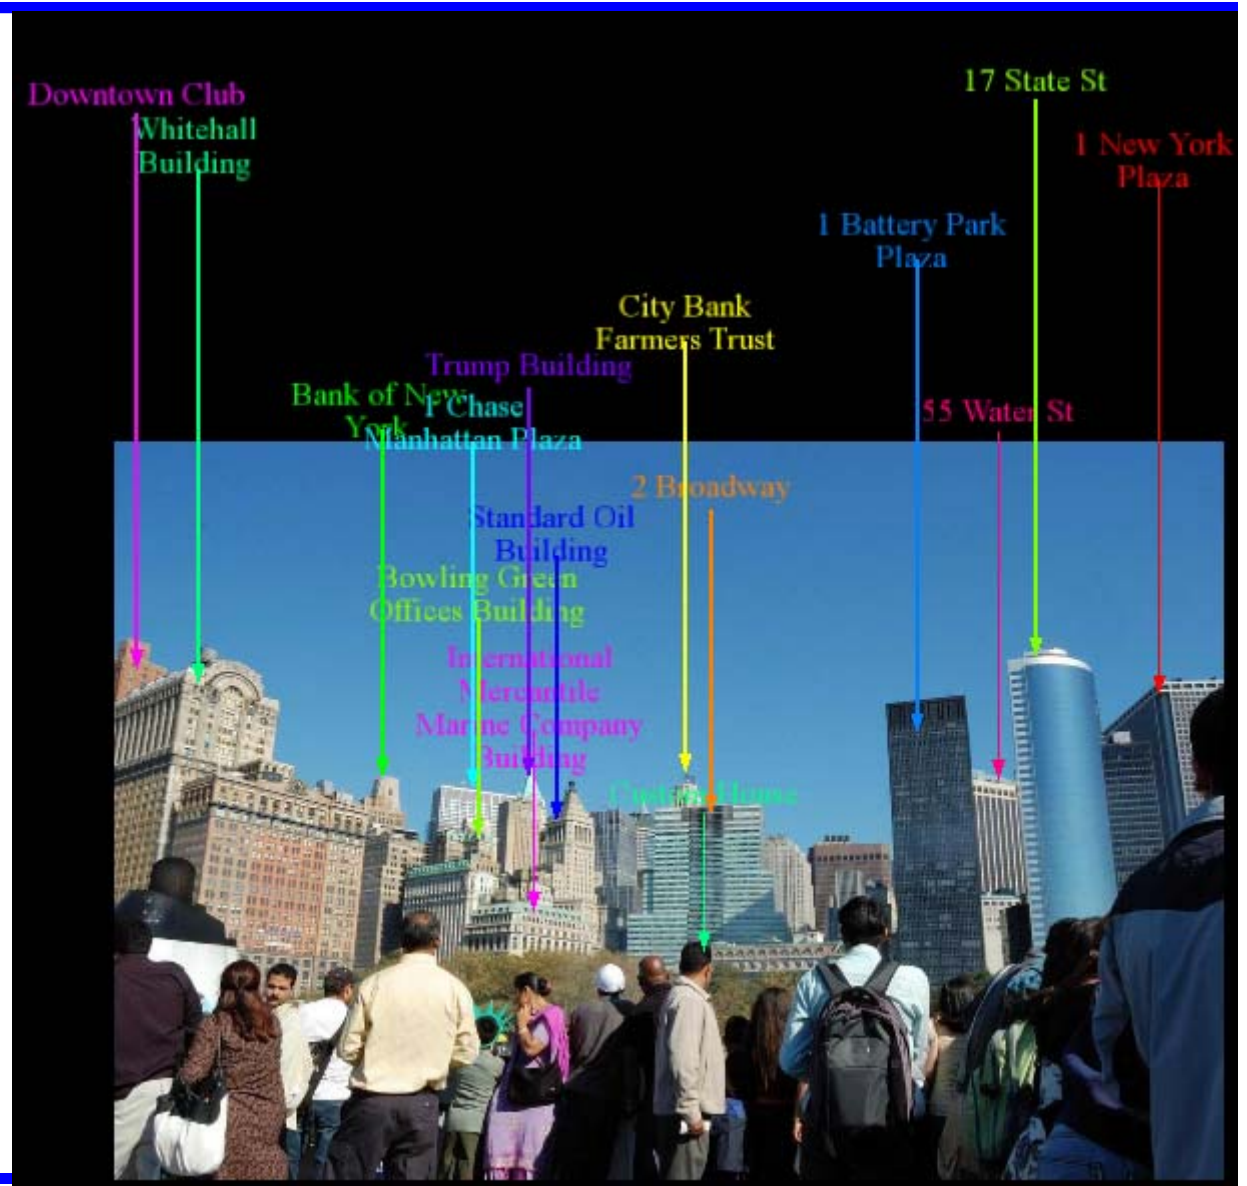 Downtown Club
Whitehall
Building
17 State St
1 New York
Plaza
1 Battery Park
Plaza
City Bank
Farmers Trust
Trump Building
Bank of New
York
1 Chase
Manhattan Plaza
55 Water St
2 Broadway
Standard Oil
Building
Bowling Green
Offices Building
International
Mercantile
Marine Company
Building
Custom House